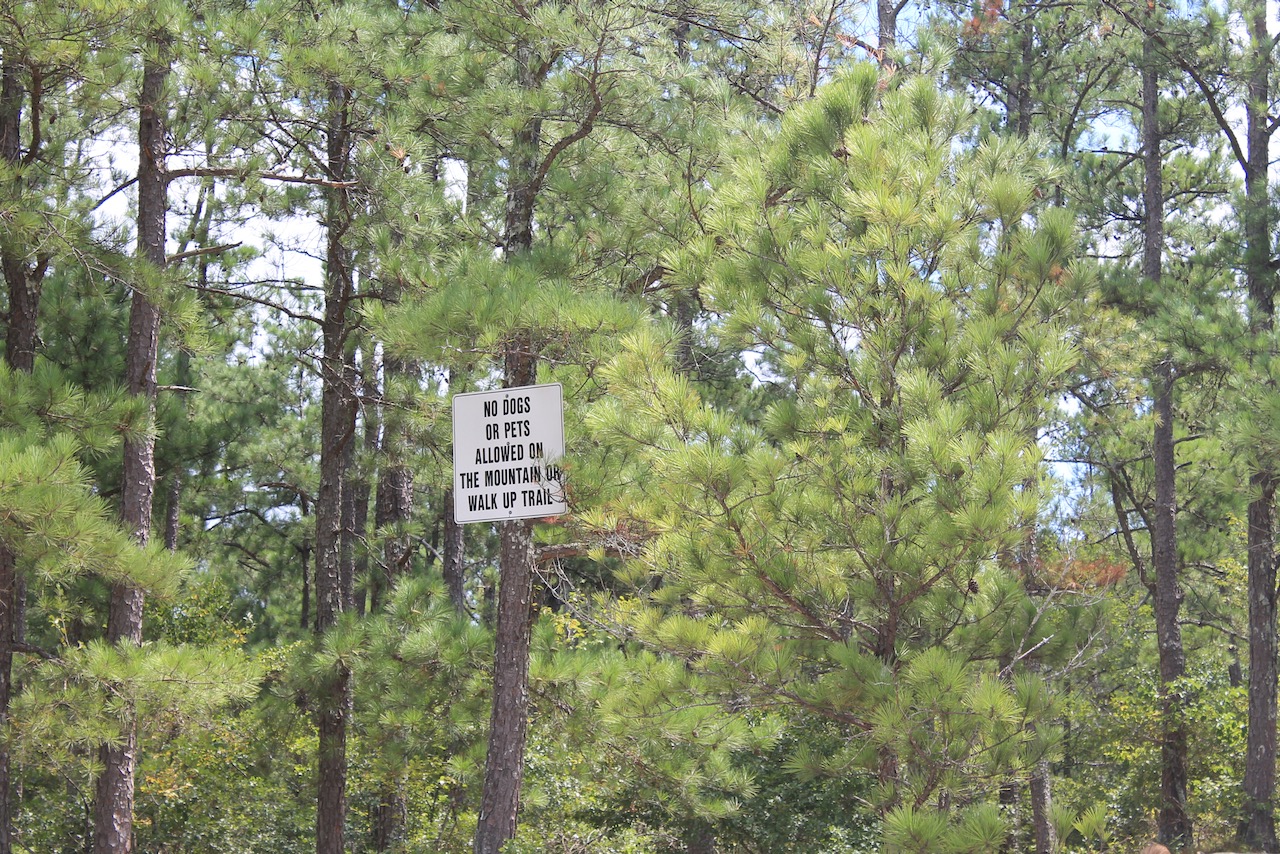 NO DOGS
OR PETS
ALLOWED ON
THE MOUNTAIN OR
WALK UP TRAIL